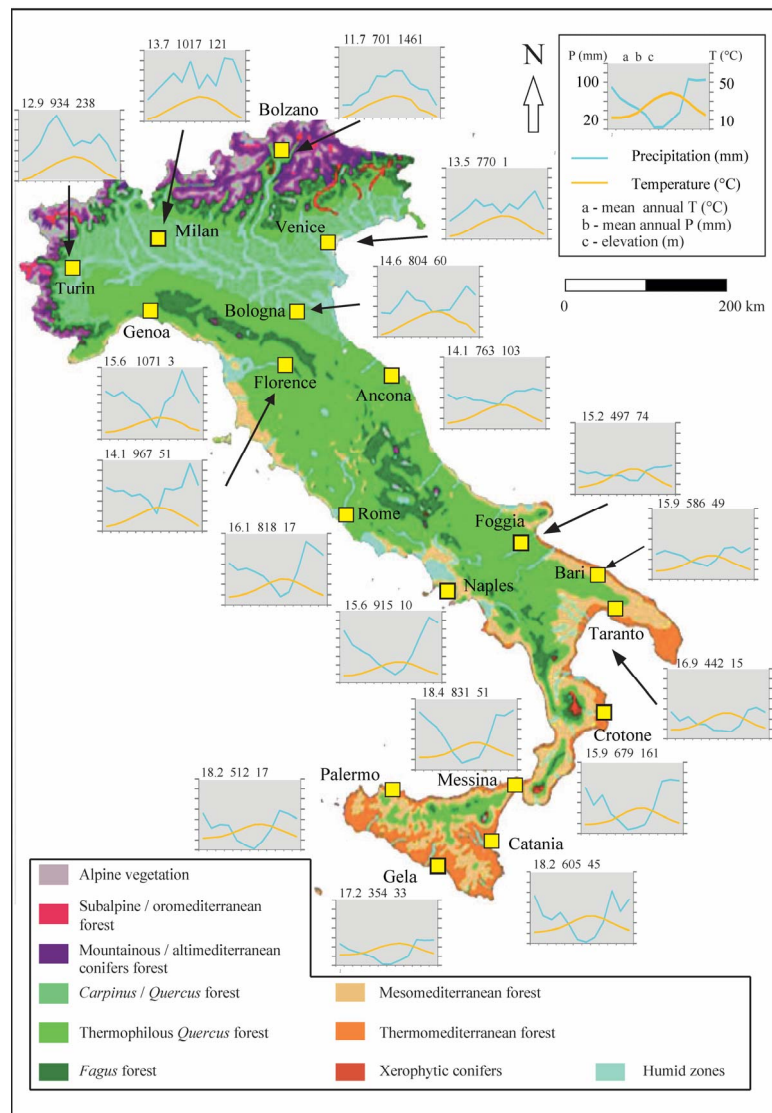 13.7 1017 121
11.7 701 1461
12.9 934 238
Bolzano
N
P (mm)
a b c
T (°C)
100
50
20
10
Precipitation (mm)
Temperature (°C)
a - mean annual T (°C)
b - mean annual P (mm)
c - elevation (m)
13.5 770 1
Milan
Venice
Turin
14.6 804 60
0
200 km
Genoa
Bologna
15.6 1071 3
Florence
Ancona
14.1 763 103
14.1 967 51
15.2 497 74
Rome
Foggia
16.1 818 17
15.9 586 49
Bari
Naples
15.6 915 10
Taranto
16.9 442 15
18.4 831 51
Crotone
15.9 679 161
Palermo
Messina
18.2 512 17
Catania
Gela
18.2 605 45
17.2 354 33
Alpine vegetation
Subalpine / oromediterranean
forest
Mountainous / altimediterranean
conifers forest
Carpinus / Quercus forest
Mesomediterranean forest
Thermophilous Quercus forest
Thermomediterranean forest
Fagus forest
Xerophytic conifers
Humid zones